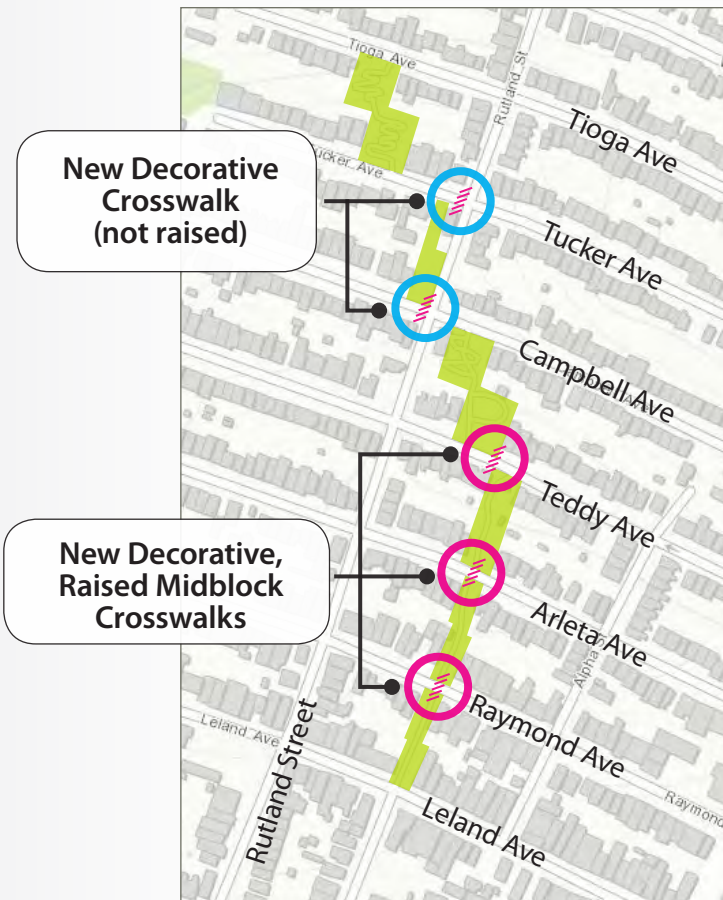 Tioga Ave
Rutland St
Tioga Ave
New Decorative
Crosswalk
(not raised)
Tucker Ave
Tucker Ave
Campbell Ave
Teddy Ave
New Decorative,
Raised Midblock
Crosswalks
Arleta Ave
Raymond Ave
Leland Ave
Raymond
Rutland Street
Leland Ave